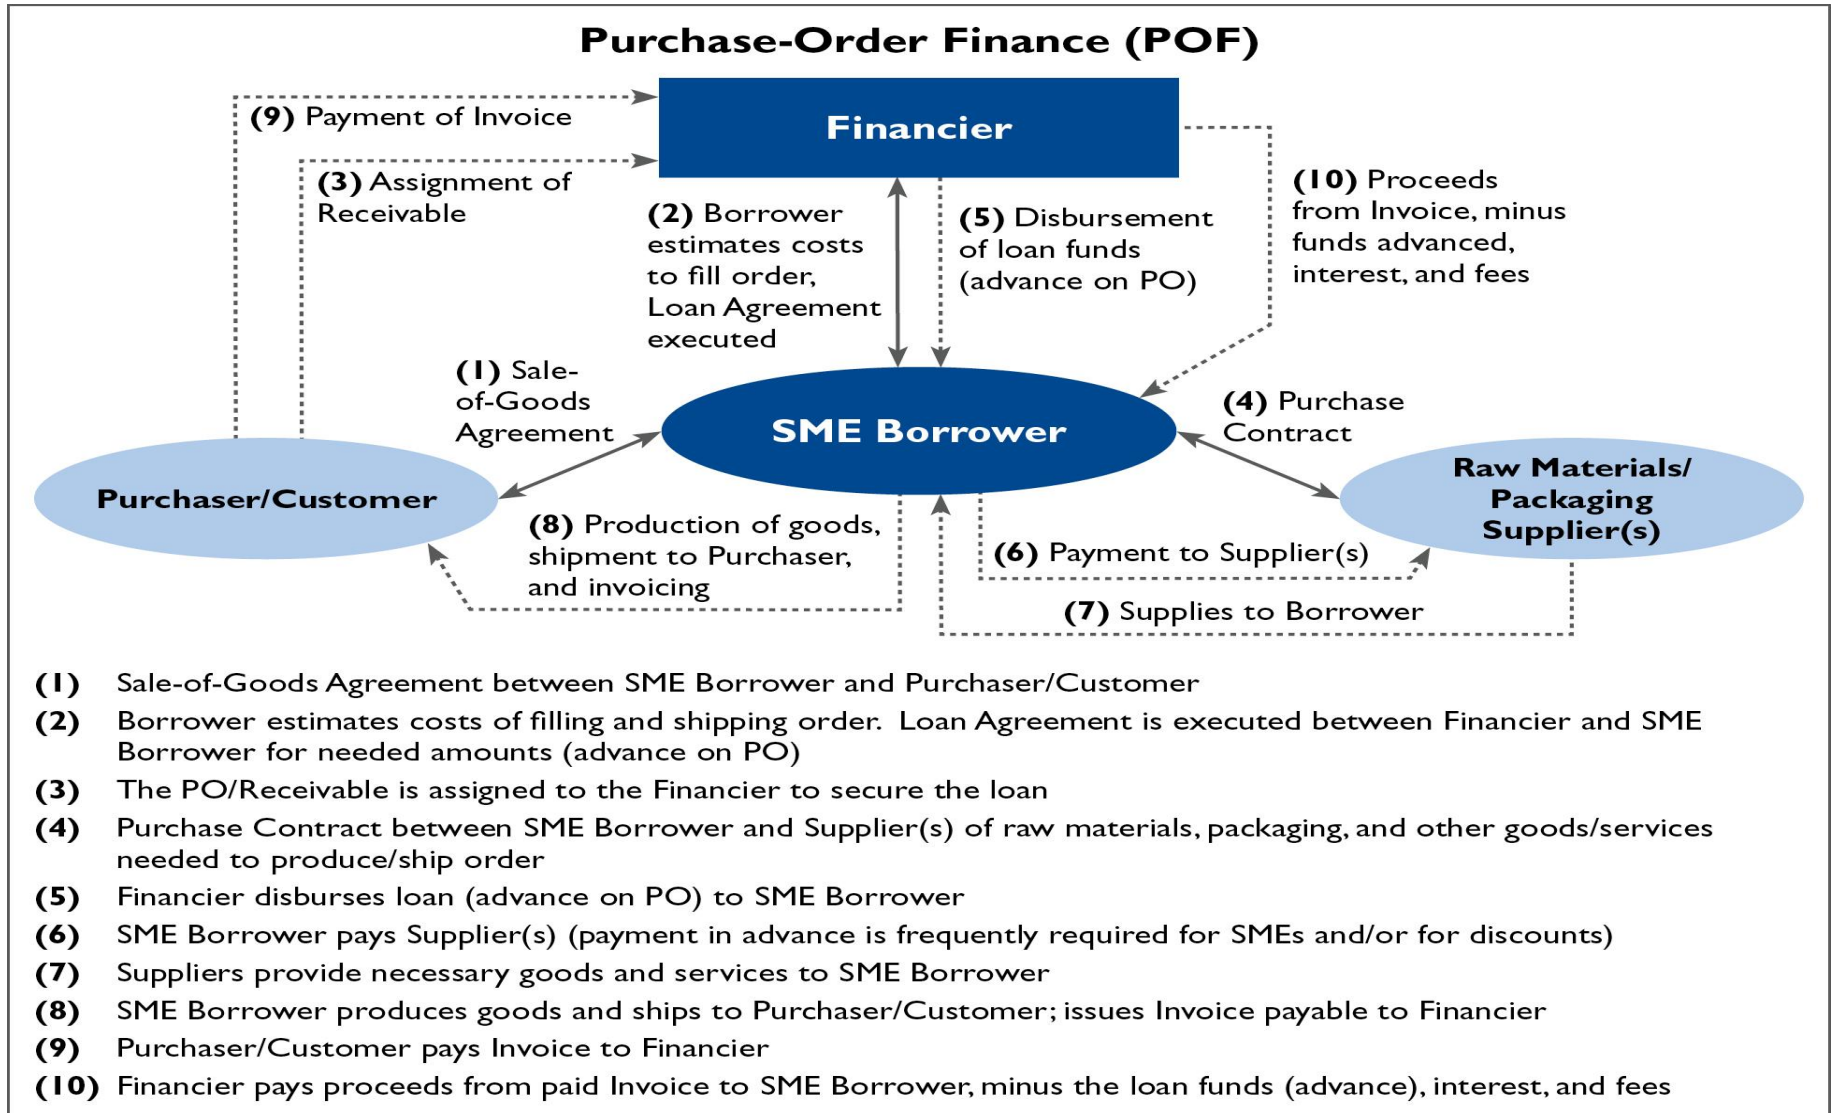 Purchase-Order Finance (POF)
Financier
(9) Payment of Invoice
(3) Assignment of
Receivable
(2) Borrower
estimates costs
to fill order,
Loan Agreement
executed
(5) Disbursement
of loan funds
(advance on PO)
(10) Proceeds
from Invoice, minus
funds advanced,
interest, and fees
(1) Sale-
of-Goods
Agreement
SME Borrower
(4) Purchase
Contract
Purchaser/Customer
Raw Materials/
Packaging
Supplier(s)
(8) Production of goods,
shipment to Purchaser,
and invoicing
(6) Payment to Supplier(s)
(7) Supplies to Borrower
(1) Sale-of-Goods Agreement between SME Borrower and Purchaser/Customer
(2) Borrower estimates costs of filling and shipping order. Loan Agreement is executed between Financier and SME
Borrower for needed amounts (advance on PO)
(3) The PO/Receivable is assigned to the Financier to secure the loan
(4) Purchase Contract between SME Borrower and Supplier(s) of raw materials, packaging, and other goods/services
needed to produce/ship order
(5) Financier disburses loan (advance on PO) to SME Borrower
(6) SME Borrower pays Supplier(s) (payment in advance is frequently required for SMEs and/or for discounts)
(7) Suppliers provide necessary goods and services to SME Borrower
(8) SME Borrower produces goods and ships to Purchaser/Customer; issues Invoice payable to Financier
(9) Purchaser/Customer pays Invoice to Financier
(10) Financier pays proceeds from paid Invoice to SME Borrower, minus the loan funds (advance), interest, and fees